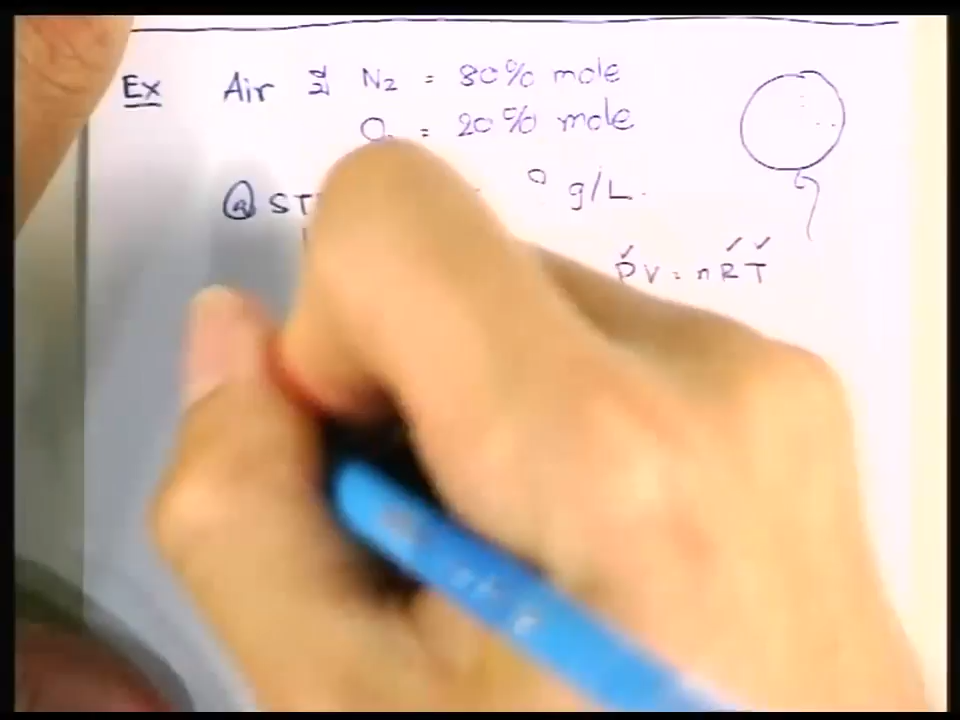 Ex Air มี N2 = 80% mole
O = 20% mole
@ ST
g/L.
PV = nRT